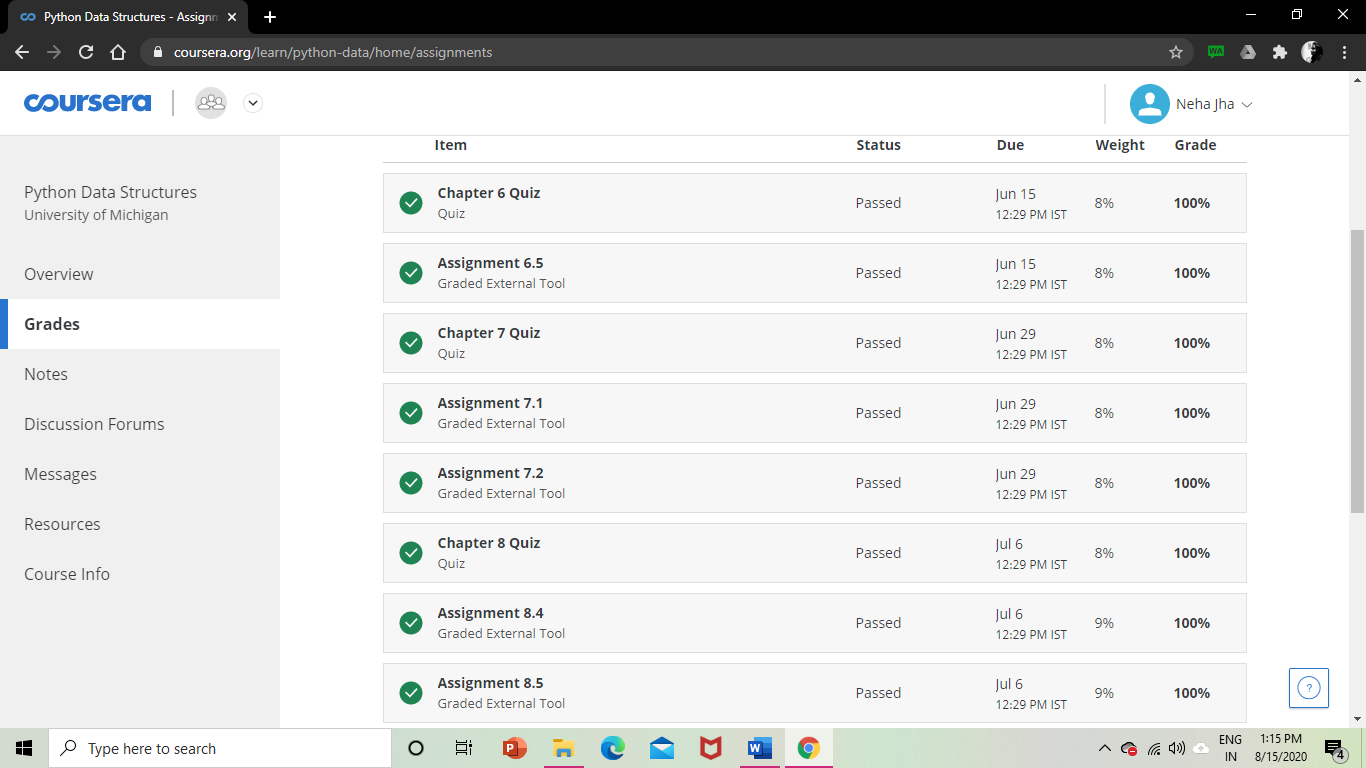 Python Data Structures - Assignm
coursera.org/learn/python-data/home/assignments
WA
coursera
Neha Jha
Item Status Due Weight Grade
Python Data Structures
University of Michigan
Overview
Grades
Notes
Discussion Forums
Messages
Resources
Course Info
Chapter 6 Quiz
Quiz
Passed
Jun 15
12:29 PM IST
8%
100%
Assignment 6.5
Graded External Tool
Passed
Jun 15
12:29 PM IST
8%
100%
Chapter 7 Quiz
Quiz
Passed
Jun 29
12:29 PM IST
8%
100%
Assignment 7.1
Graded External Tool
Passed
Jun 29
12:29 PM IST
8%
100%
Assignment 7.2
Graded External Tool
Passed
Jun 29
12:29 PM IST
8%
100%
Chapter 8 Quiz
Quiz
Passed
Jul 6
12:29 PM IST
8%
100%
Assignment 8.4
Graded External Tool
Passed
Jul 6
12:29 PM IST
9%
100%
Assignment 8.5
Graded External Tool
Passed
Jul 6
12:29 PM IST
9%
100%
?
Type here to search
P
W
ENG
IN
1:15 PM
8/15/2020
4